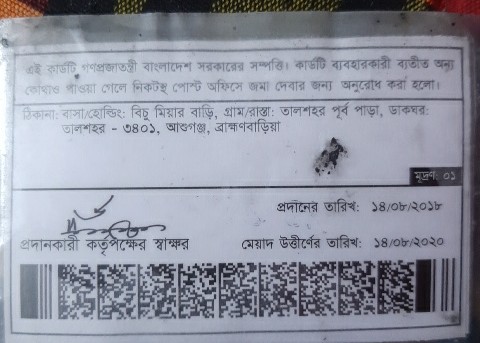 এই কার্ডটি গণপ্রজাতন্ত্রী বাংলাদেশ সরকারের সম্পত্তি। কার্ডটি ব্যবহারকারী ব্যতীত অন্য
কোথাও পাওয়া গেলে নিকটস্থ পোস্ট অফিসে জমা দেবার জন্য অনুরোধ করা হলো।
ঠিকানা: বাসা/হোল্ডিং: বিচু মিয়ার বাড়ি, গ্রাম/রাস্তা: তালশহর পূর্ব পাড়া, ডাকঘর:
তালশহর - ৩৪০১, আশুগঞ্জ, ব্রাহ্মণবাড়িয়া
মূদ্রণ: ০১
প্রদানের তারিখ: ১৪/০৮/২০১৮
প্রদানকারী কর্তৃপক্ষের স্বাক্ষর
মেয়াদ উত্তীর্ণের তারিখ: ১৪/০৮/২০২০